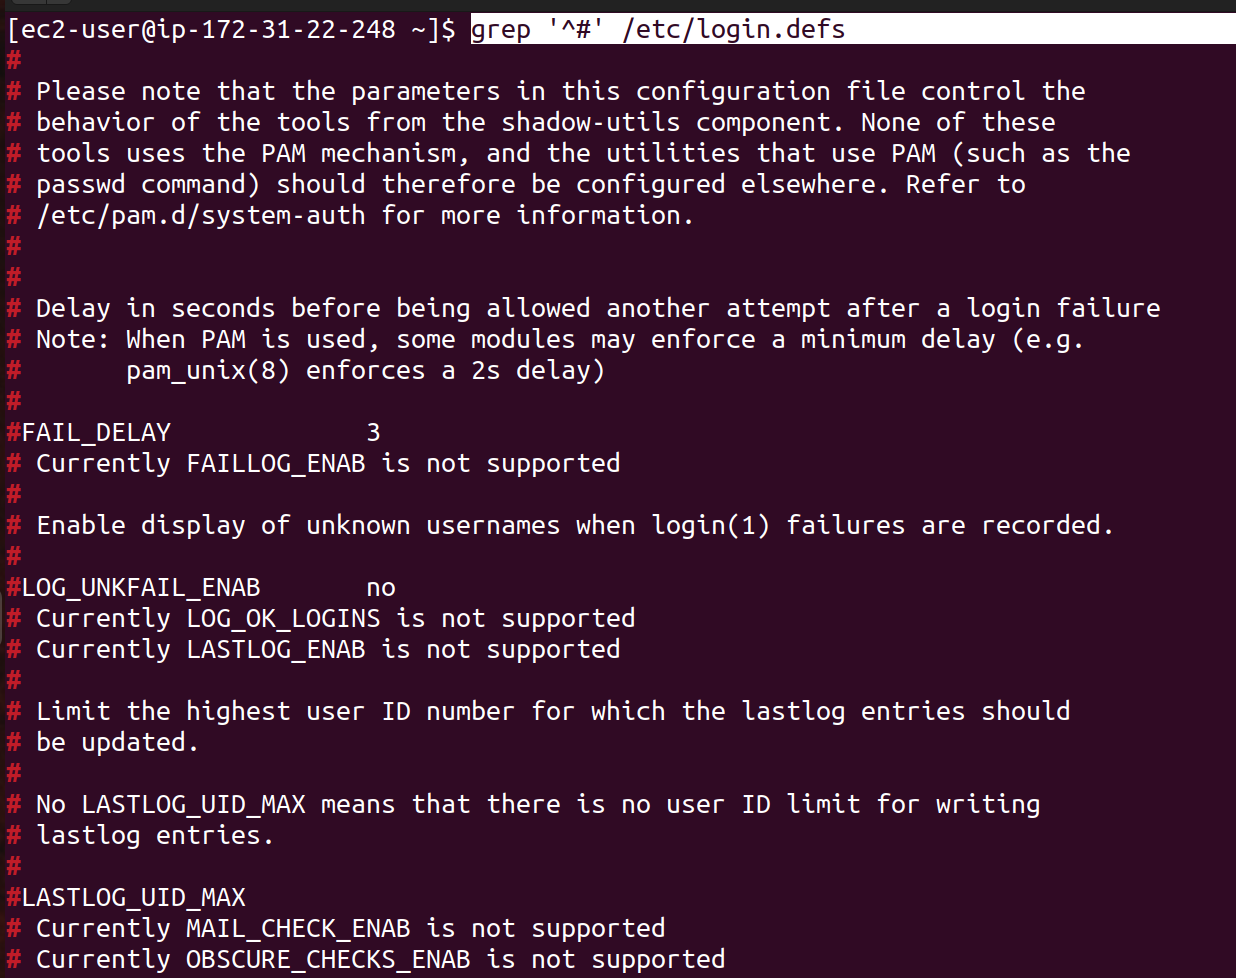 [ec2-user@ip-172-31-22-248 ~]$ grep '^#' /etc/login.defs
#
# Please note that the parameters in this configuration file control the
# behavior of the tools from the shadow-utils component. None of these
# tools uses the PAM mechanism, and the utilities that use PAM (such as the
# passwd command) should therefore be configured elsewhere. Refer to
# /etc/pam.d/system-auth for more information.
#
#
# Delay in seconds before being allowed another attempt after a login failure
# Note: When PAM is used, some modules may enforce a minimum delay (e.g.
#       pam_unix(8) enforces a 2s delay)
#
#FAIL_DELAY             3
# Currently FAILLOG_ENAB is not supported
#
# Enable display of unknown usernames when login(1) failures are recorded.
#
#LOG_UNKFAIL_ENAB       no
# Currently LOG_OK_LOGINS is not supported
# Currently LASTLOG_ENAB is not supported
#
# Limit the highest user ID number for which the lastlog entries should
# be updated.
#
# No LASTLOG_UID_MAX means that there is no user ID limit for writing
# lastlog entries.
#
#LASTLOG_UID_MAX
# Currently MAIL_CHECK_ENAB is not supported
# Currently OBSCURE_CHECKS_ENAB is not supported